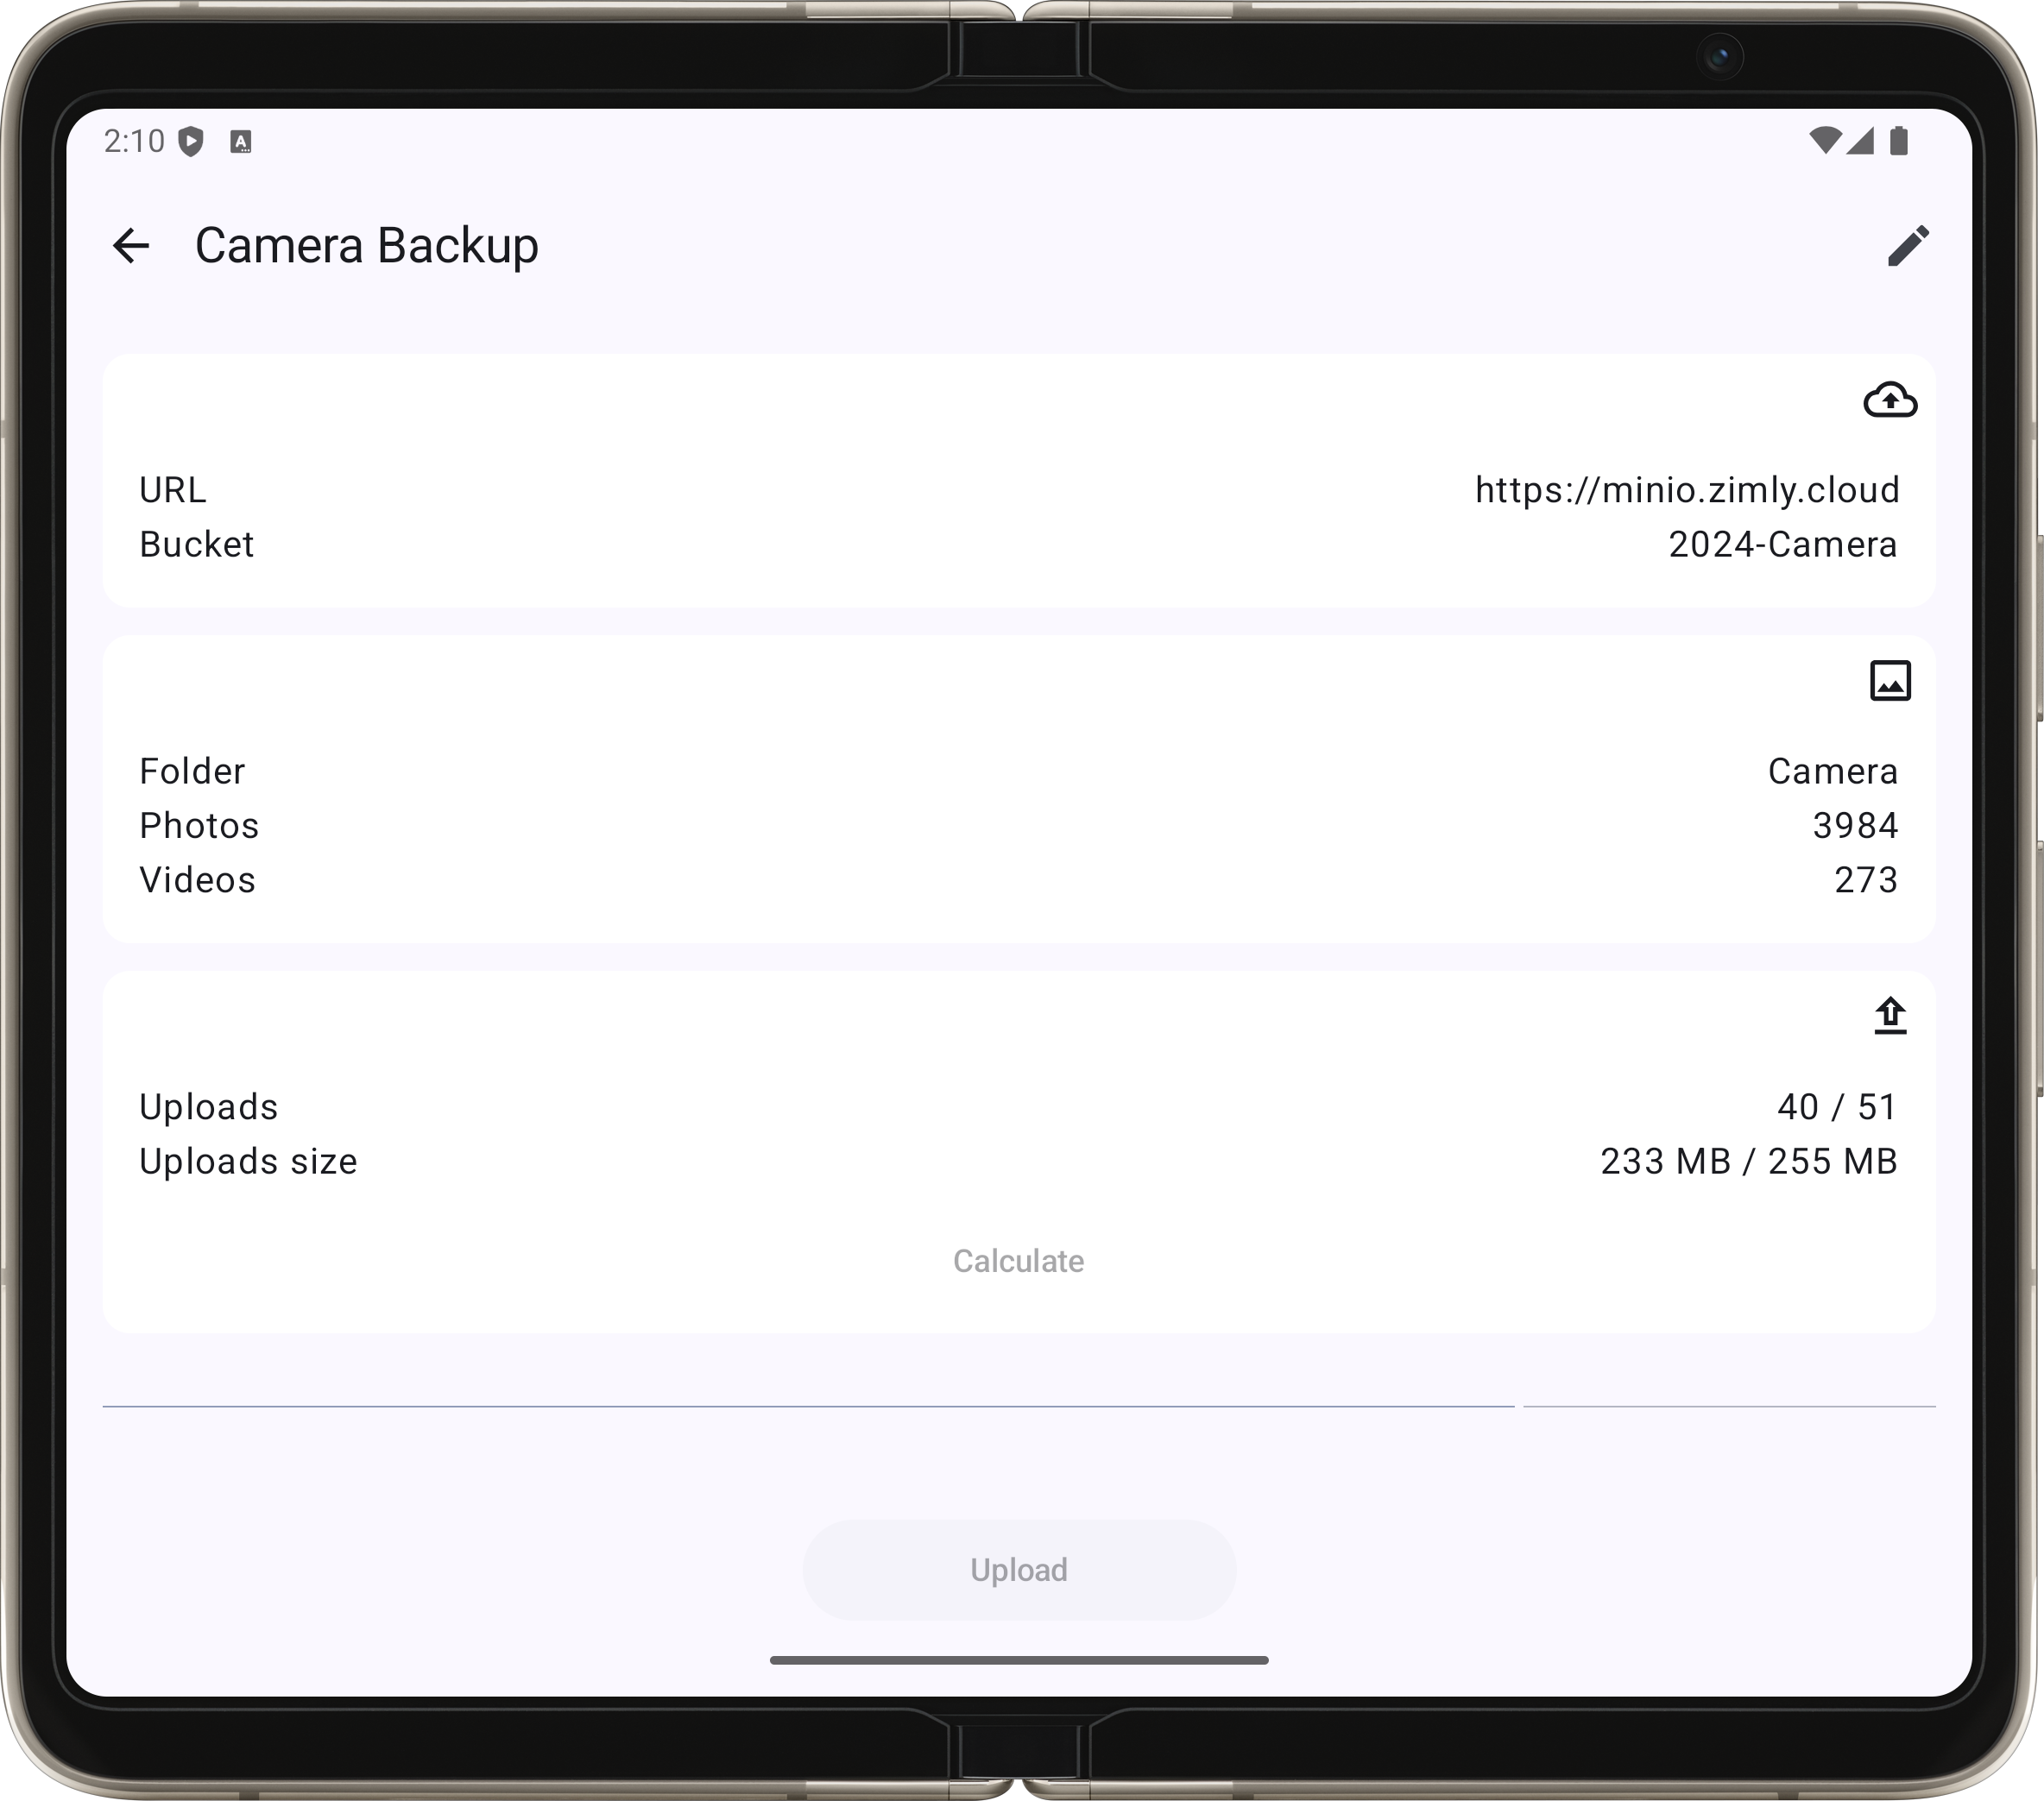 2:10
Camera Backup
URL https://minio.zimly.cloud
Bucket 2024-Camera
Folder Camera
Photos 3984
Videos 273
Uploads 40 / 51
Uploads size 233 MB / 255 MB
Calculate
Upload